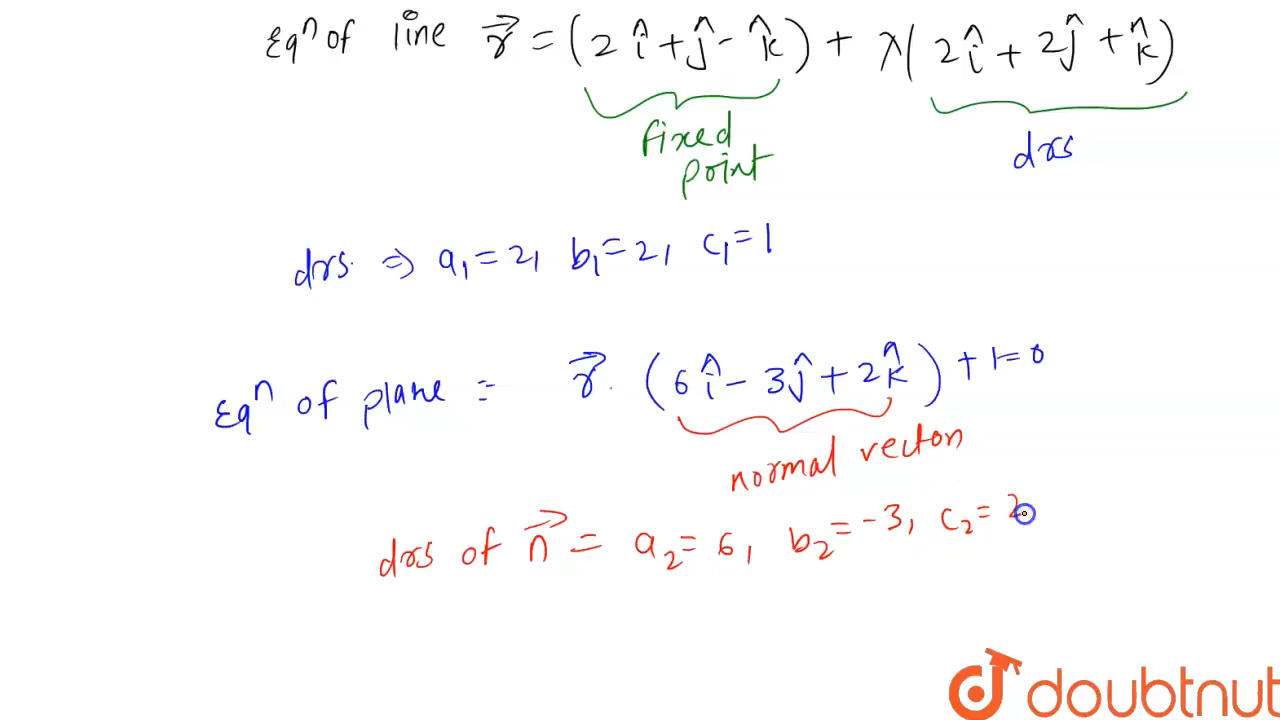 Eqⁿ of line r⃗ = (2î + ĵ - k̂) + λ(2î + 2ĵ + k̂)
fixed point
drs
drs ⇒ a₁ = 2, b₁ = 2, c₁ = 1
Eqⁿ of plane = r⃗. (6î - 3ĵ + 2k̂) + 1 = 0
normal vector
drs of n⃗ = a₂ = 6, b₂ = -3, c₂ = 2
doubtnut